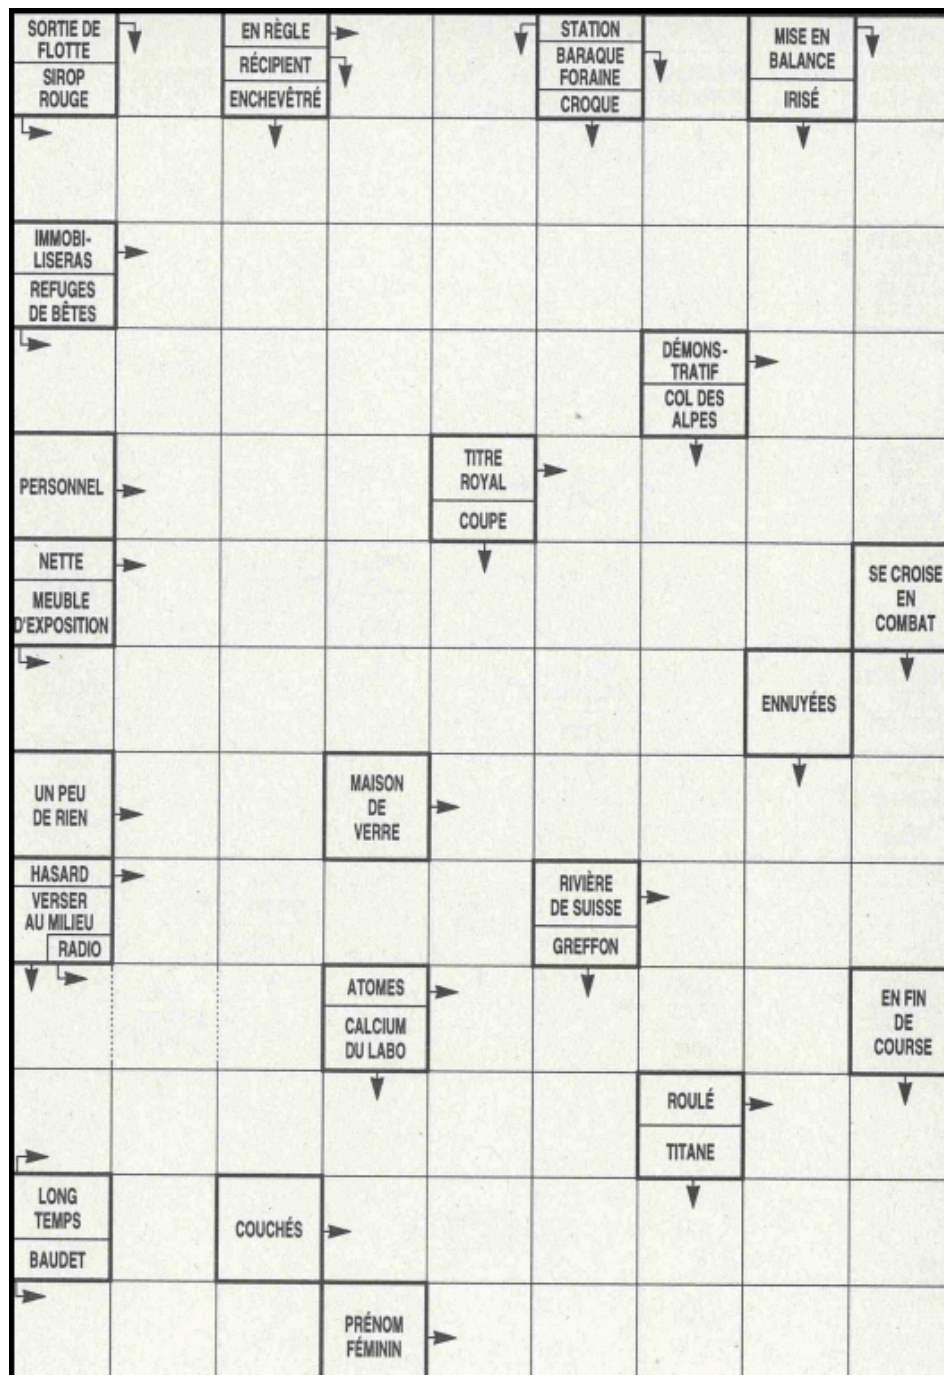 SORTIE DE
FLOTTE
SIROP
ROUGE
EN RÈGLE
RÉCIPIENT
ENCHEVÊTRÉ
STATION
BARAQUE
FORAINE
CROQUE
MISE EN
BALANCE
IRISÉ
IMMOBI-
LISERAS
REFUGES
DE BÊTES
DÉMONS-
TRATIF
COL DES
ALPES
PERSONNEL
TITRE
ROYAL
COUPE
NETTE
MEUBLE
D'EXPOSITION
SE CROISE
EN
COMBAT
ENNUYÉES
UN PEU
DE RIEN
MAISON
DE
VERRE
HASARD
VERSER
AU MILIEU
RADIO
RIVIÈRE
DE SUISSE
GREFFON
ATOMES
CALCIUM
DU LABO
EN FIN
DE
COURSE
ROULÉ
TITANE
LONG
TEMPS
BAUDET
COUCHÉS
PRÉNOM
FÉMININ